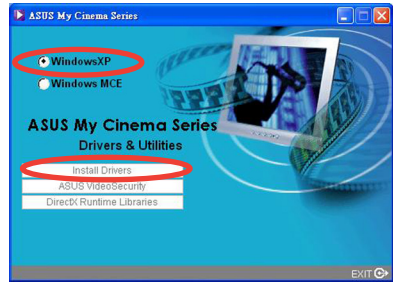 ASUS My Cinema Series
WindowsXP
Windows MCE
ASUS My Cinema Series
Drivers & Utilities
Install Drivers
ASUS VideoSecurity
DirectX Runtime Libraries
EXIT